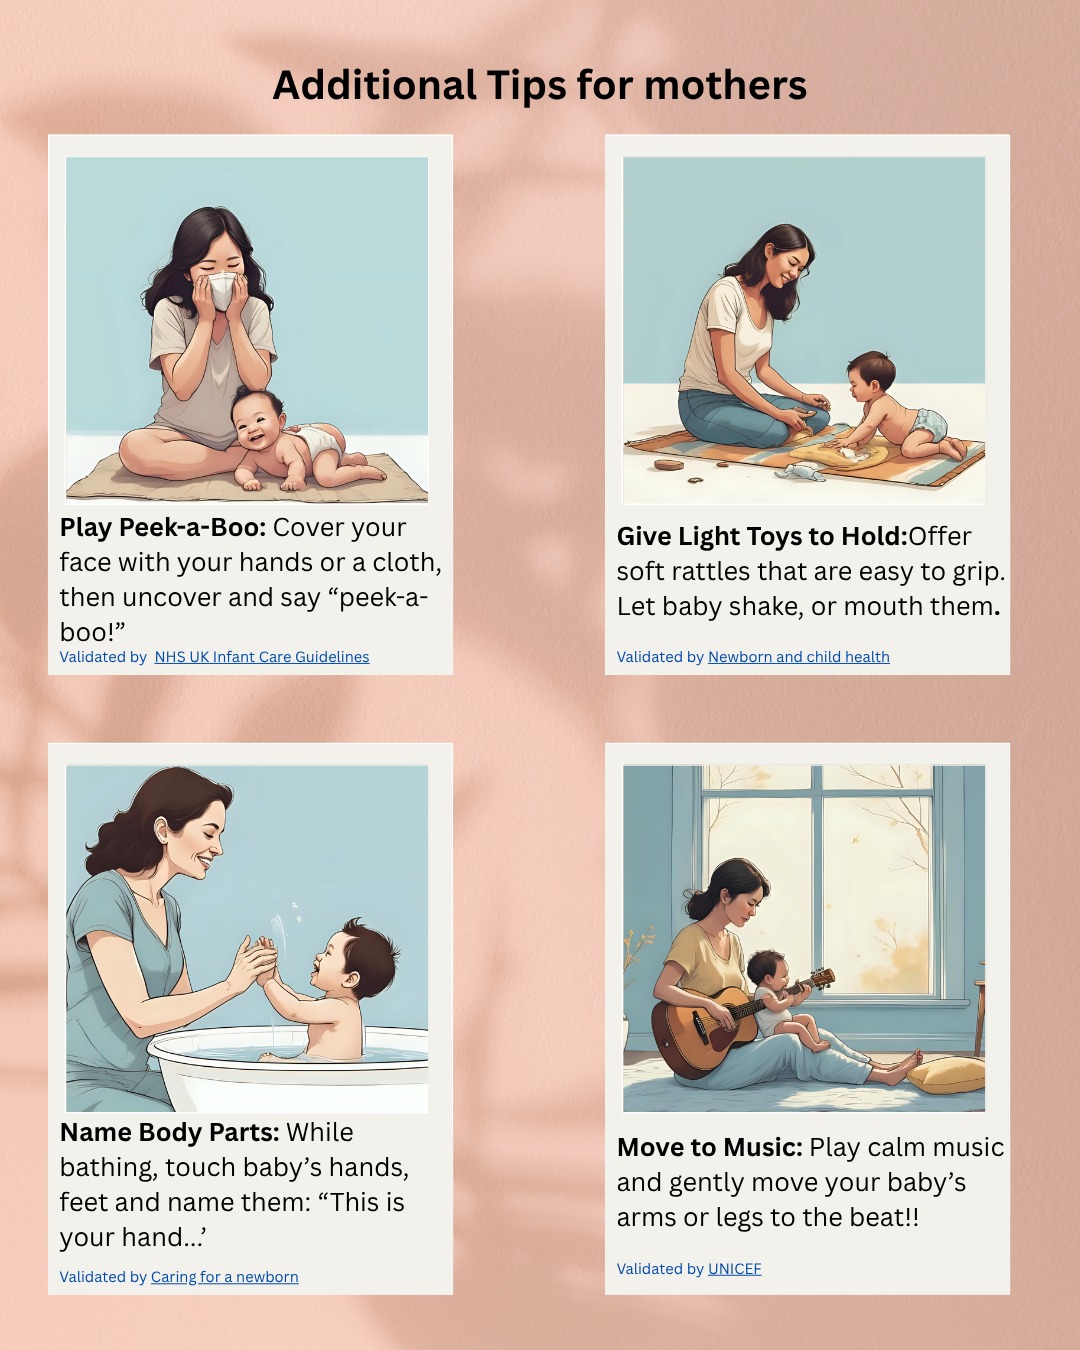 Additional Tips for mothers
Play Peek-a-Boo: Cover your
face with your hands or a cloth,
then uncover and say “peek-a-
boo!”
Validated by NHS UK Infant Care Guidelines
Give Light Toys to Hold:Offer
soft rattles that are easy to grip.
Let baby shake, or mouth them.
Validated by Newborn and child health
Name Body Parts: While
bathing, touch baby’s hands,
feet and name them: “This is
your hand...’
Validated by Caring for a newborn
Move to Music: Play calm music
and gently move your baby’s
arms or legs to the beat!!
Validated by UNICEF